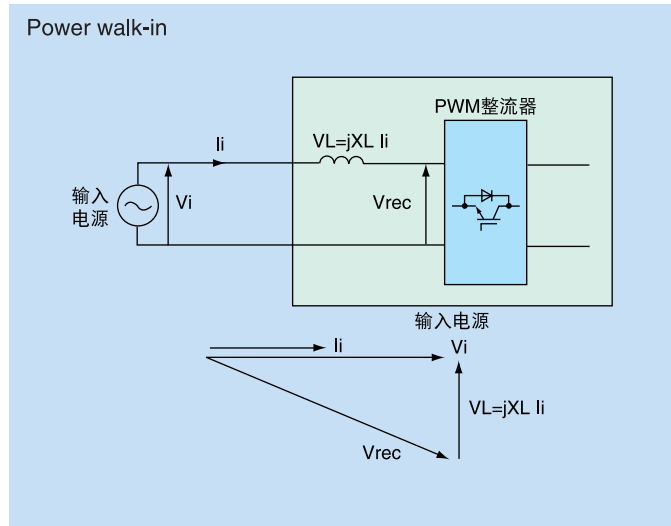 Power walk-in
PWM整流器
Ii
VL=jXL Ii
输入
电源
Vi
Vrec
输入电源
Ii
Vi
VL=jXL Ii
Vrec